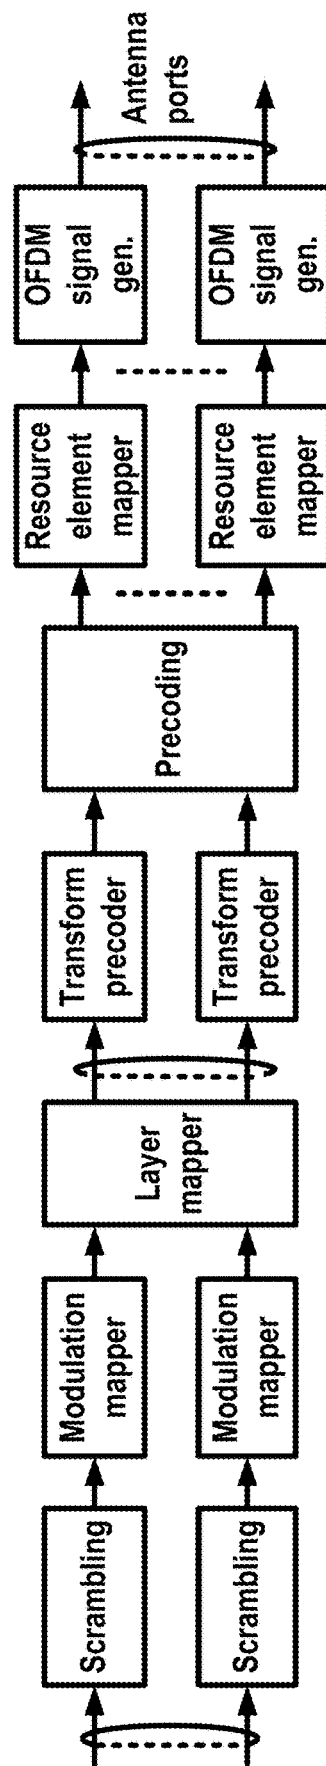 Scrambling
Scrambling
Modulation
mapper
Modulation
mapper
Layer
mapper
Transform
precoder
Transform
precoder
Precoding
Resource
element
mapper
Resource
element
mapper
OFDM
signal
gen.
OFDM
signal
gen.
Antenna
ports